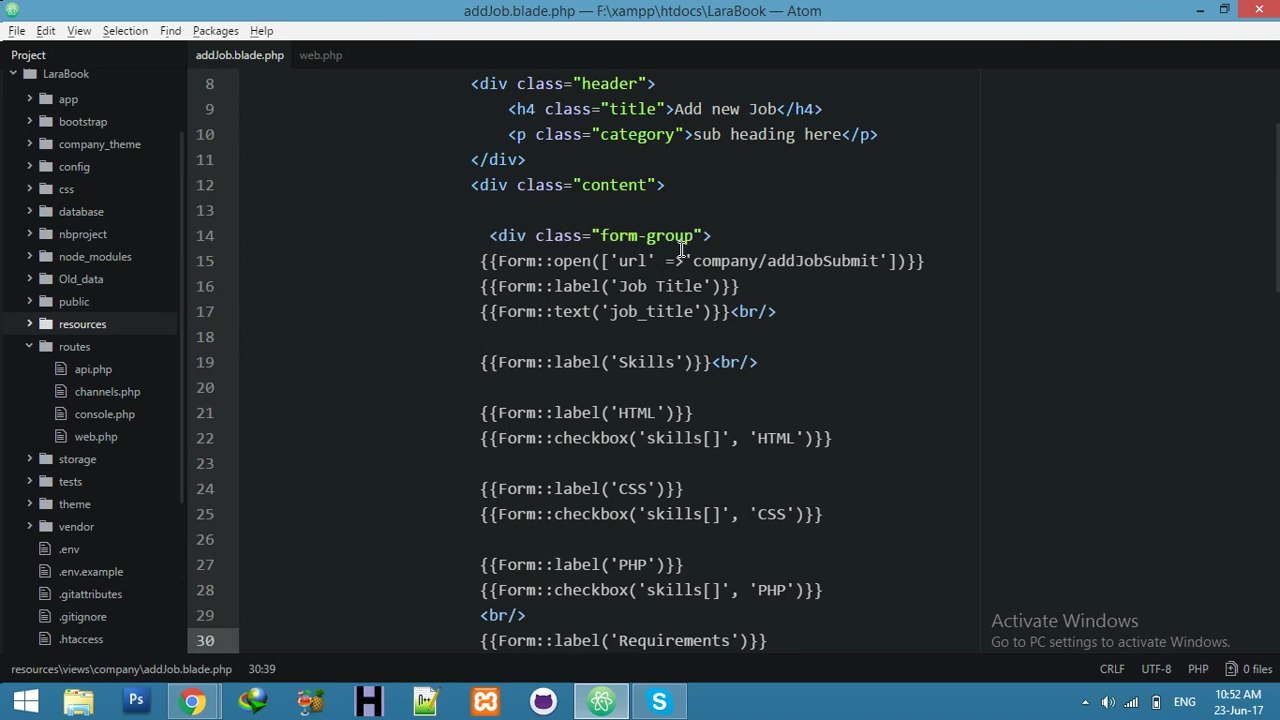 addJob.blade.php — F:\xampp\htdocs\LaraBook — Atom
File Edit View Selection Find Packages Help
Project
addJob.blade.php web.php
LaraBook
app
bootstrap
company_theme
config
css
database
nbproject
node_modules
Old_data
public
resources
routes
api.php
channels.php
console.php
web.php
storage
tests
theme
vendor
.env
.env.example
.gitattributes
.gitignore
.htaccess
8 <div class="header">
9 <h4 class="title">Add new Job</h4>
10 <p class="category">sub heading here</p>
11 </div>
12 <div class="content">
13
14 <div class="form-group">
15 {{Form::open(['url' =>'company/addJobSubmit'])}}
16 {{Form::label('Job Title')}}
17 {{Form::text('job_title')}}<br/>
18
19 {{Form::label('Skills')}}<br/>
20
21 {{Form::label('HTML')}}
22 {{Form::checkbox('skills[]', 'HTML')}}
23
24 {{Form::label('CSS')}}
25 {{Form::checkbox('skills[]', 'CSS')}}
26
27 {{Form::label('PHP')}}
28 {{Form::checkbox('skills[]', 'PHP')}}
29 <br/>
30 {{Form::label('Requirements')}}
Activate Windows
Go to PC settings to activate Windows.
resources\views\company\addJob.blade.php 30:39 CRLF UTF-8 PHP 0 files
Ps H S ENG 10:52 AM
23-Jun-17